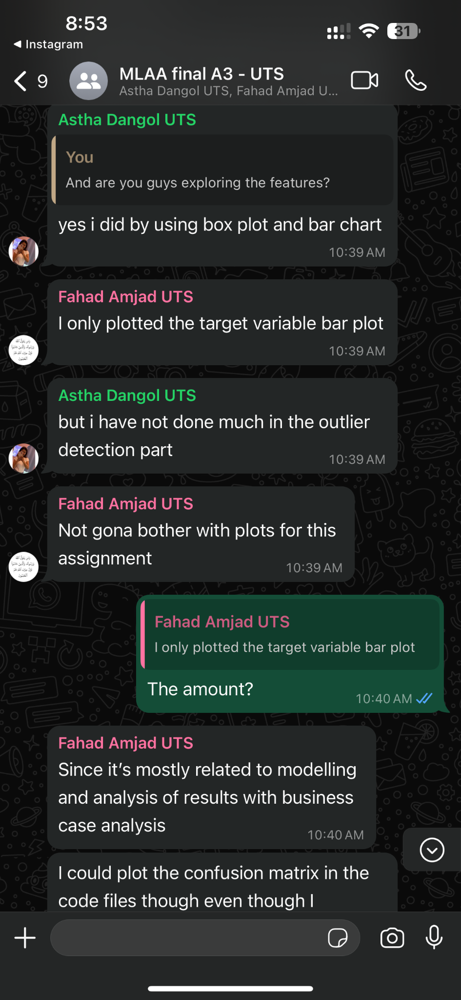 8:53
31
◀ Instagram
9
MLAA final A3 - UTS
Astha Dangol UTS, Fahad Amjad U...
Astha Dangol UTS
You
And are you guys exploring the features?
yes i did by using box plot and bar chart
10:39 AM
Fahad Amjad UTS
I only plotted the target variable bar plot
10:39 AM
Astha Dangol UTS
but i have not done much in the outlier
detection part
10:39 AM
Fahad Amjad UTS
Not gona bother with plots for this
assignment
10:39 AM
Fahad Amjad UTS
I only plotted the target variable bar plot
The amount?
10:40 AM
Fahad Amjad UTS
Since it’s mostly related to modelling
and analysis of results with business
case analysis
10:40 AM
I could plot the confusion matrix in the
code files though even though I